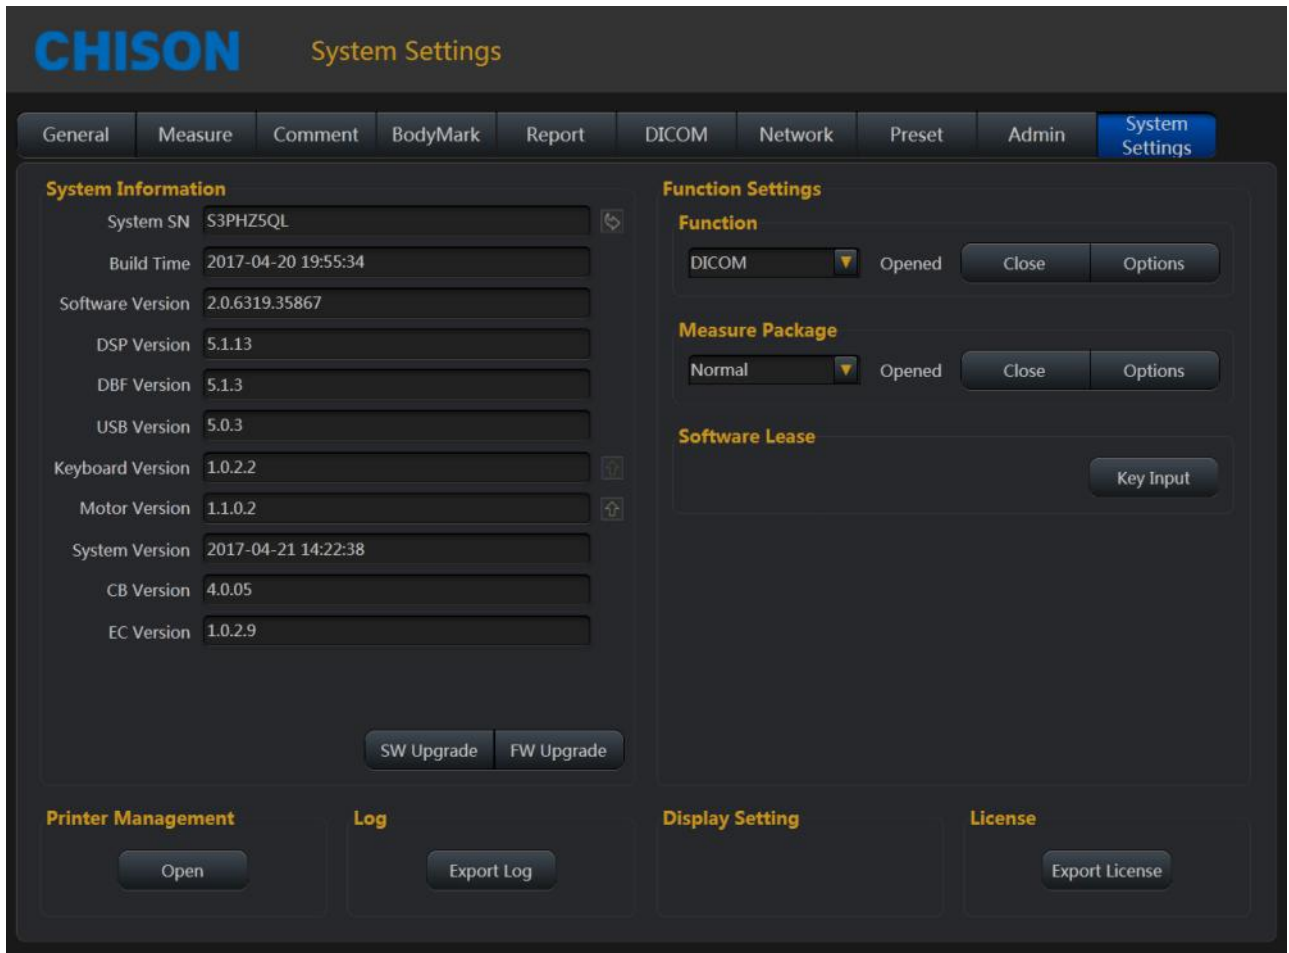 CHISON
System Settings
General
Measure
Comment
BodyMark
Report
DICOM
Network
Preset
Admin
System
Settings
System Information
System SN S3PHZ5QL
Build Time 2017-04-20 19:55:34
Software Version 2.0.6319.35867
DSP Version 5.1.13
DBF Version 5.1.3
USB Version 5.0.3
Keyboard Version 1.0.2.2
Motor Version 1.1.0.2
System Version 2017-04-21 14:22:38
CB Version 4.0.05
EC Version 1.0.2.9
SW Upgrade FW Upgrade
Function Settings
Function
DICOM Opened Close Options
Measure Package
Normal Opened Close Options
Software Lease
Key Input
Printer Management
Open
Log
Export Log
Display Setting
License
Export License